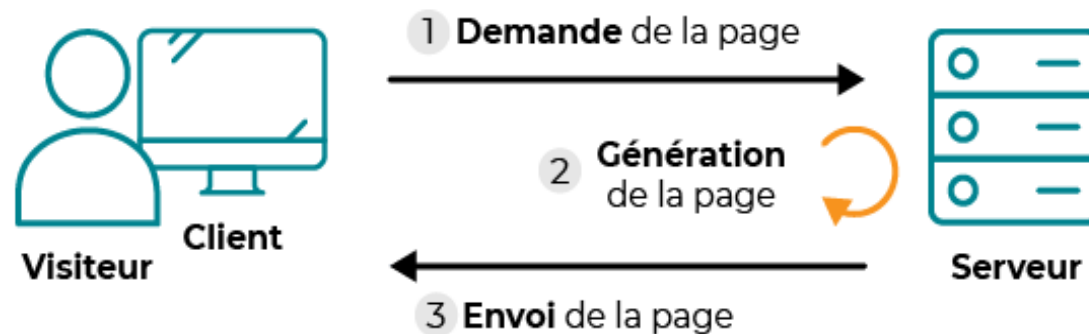 1 Demande de la page
2 Génération
de la page
Client
Visiteur
Serveur
3 Envoi de la page